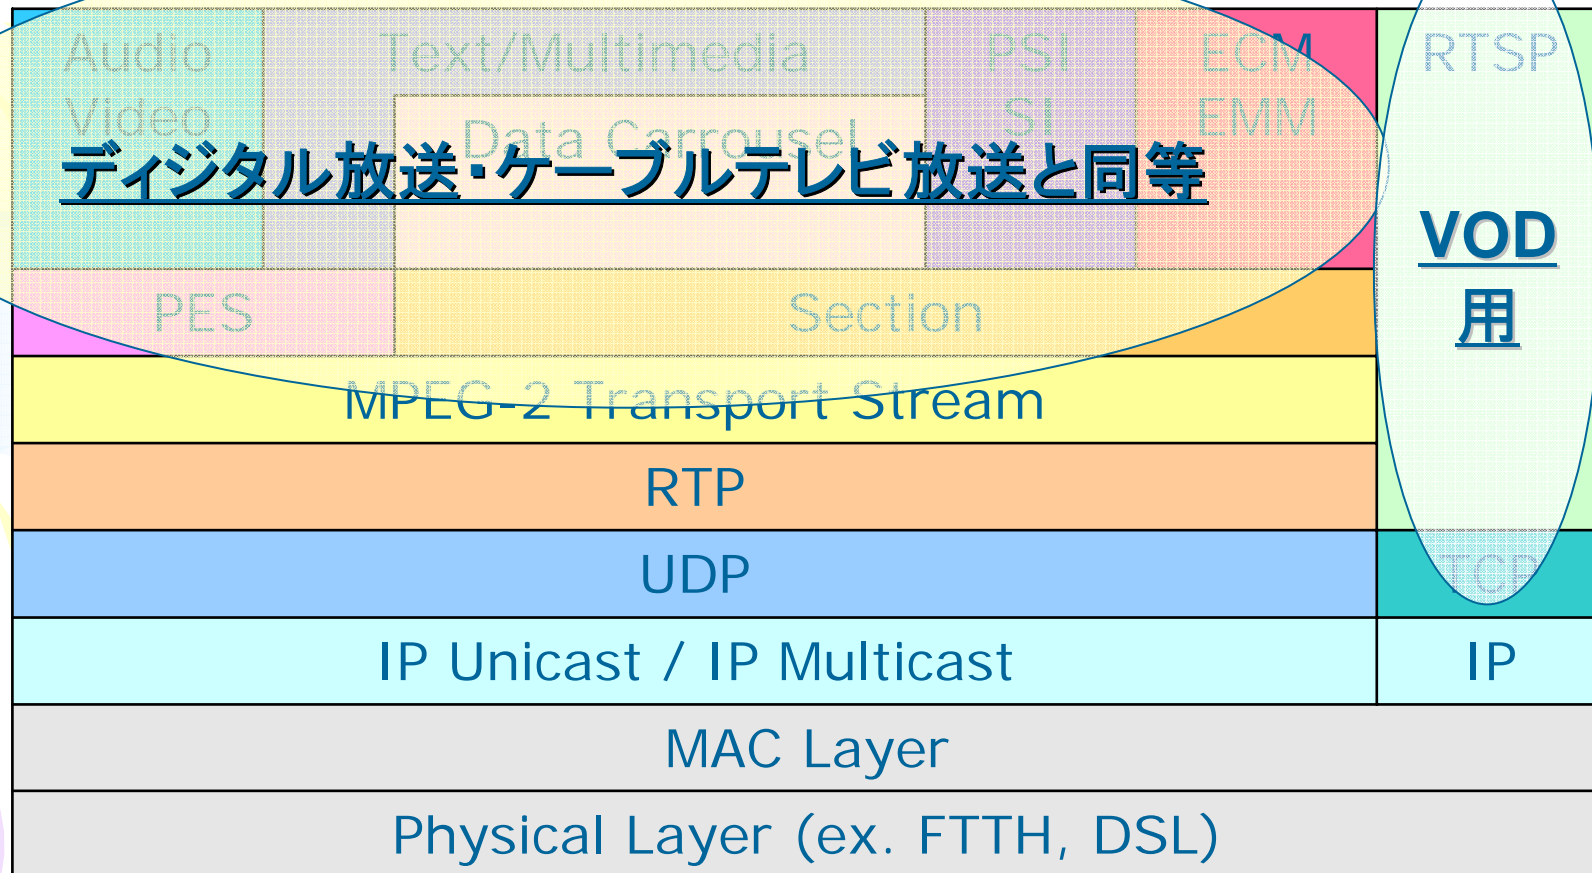 Audio
Video
Text/Multimedia
Data Carrousel
PSI
SI
ECM
EMM
RTSP
ディジタル放送・ケーブルテレビ放送と同等
VOD
用
PES
Section
MPEG-2 Transport Stream
RTP
UDP
TCP
IP Unicast / IP Multicast
IP
MAC Layer
Physical Layer (ex. FTTH, DSL)